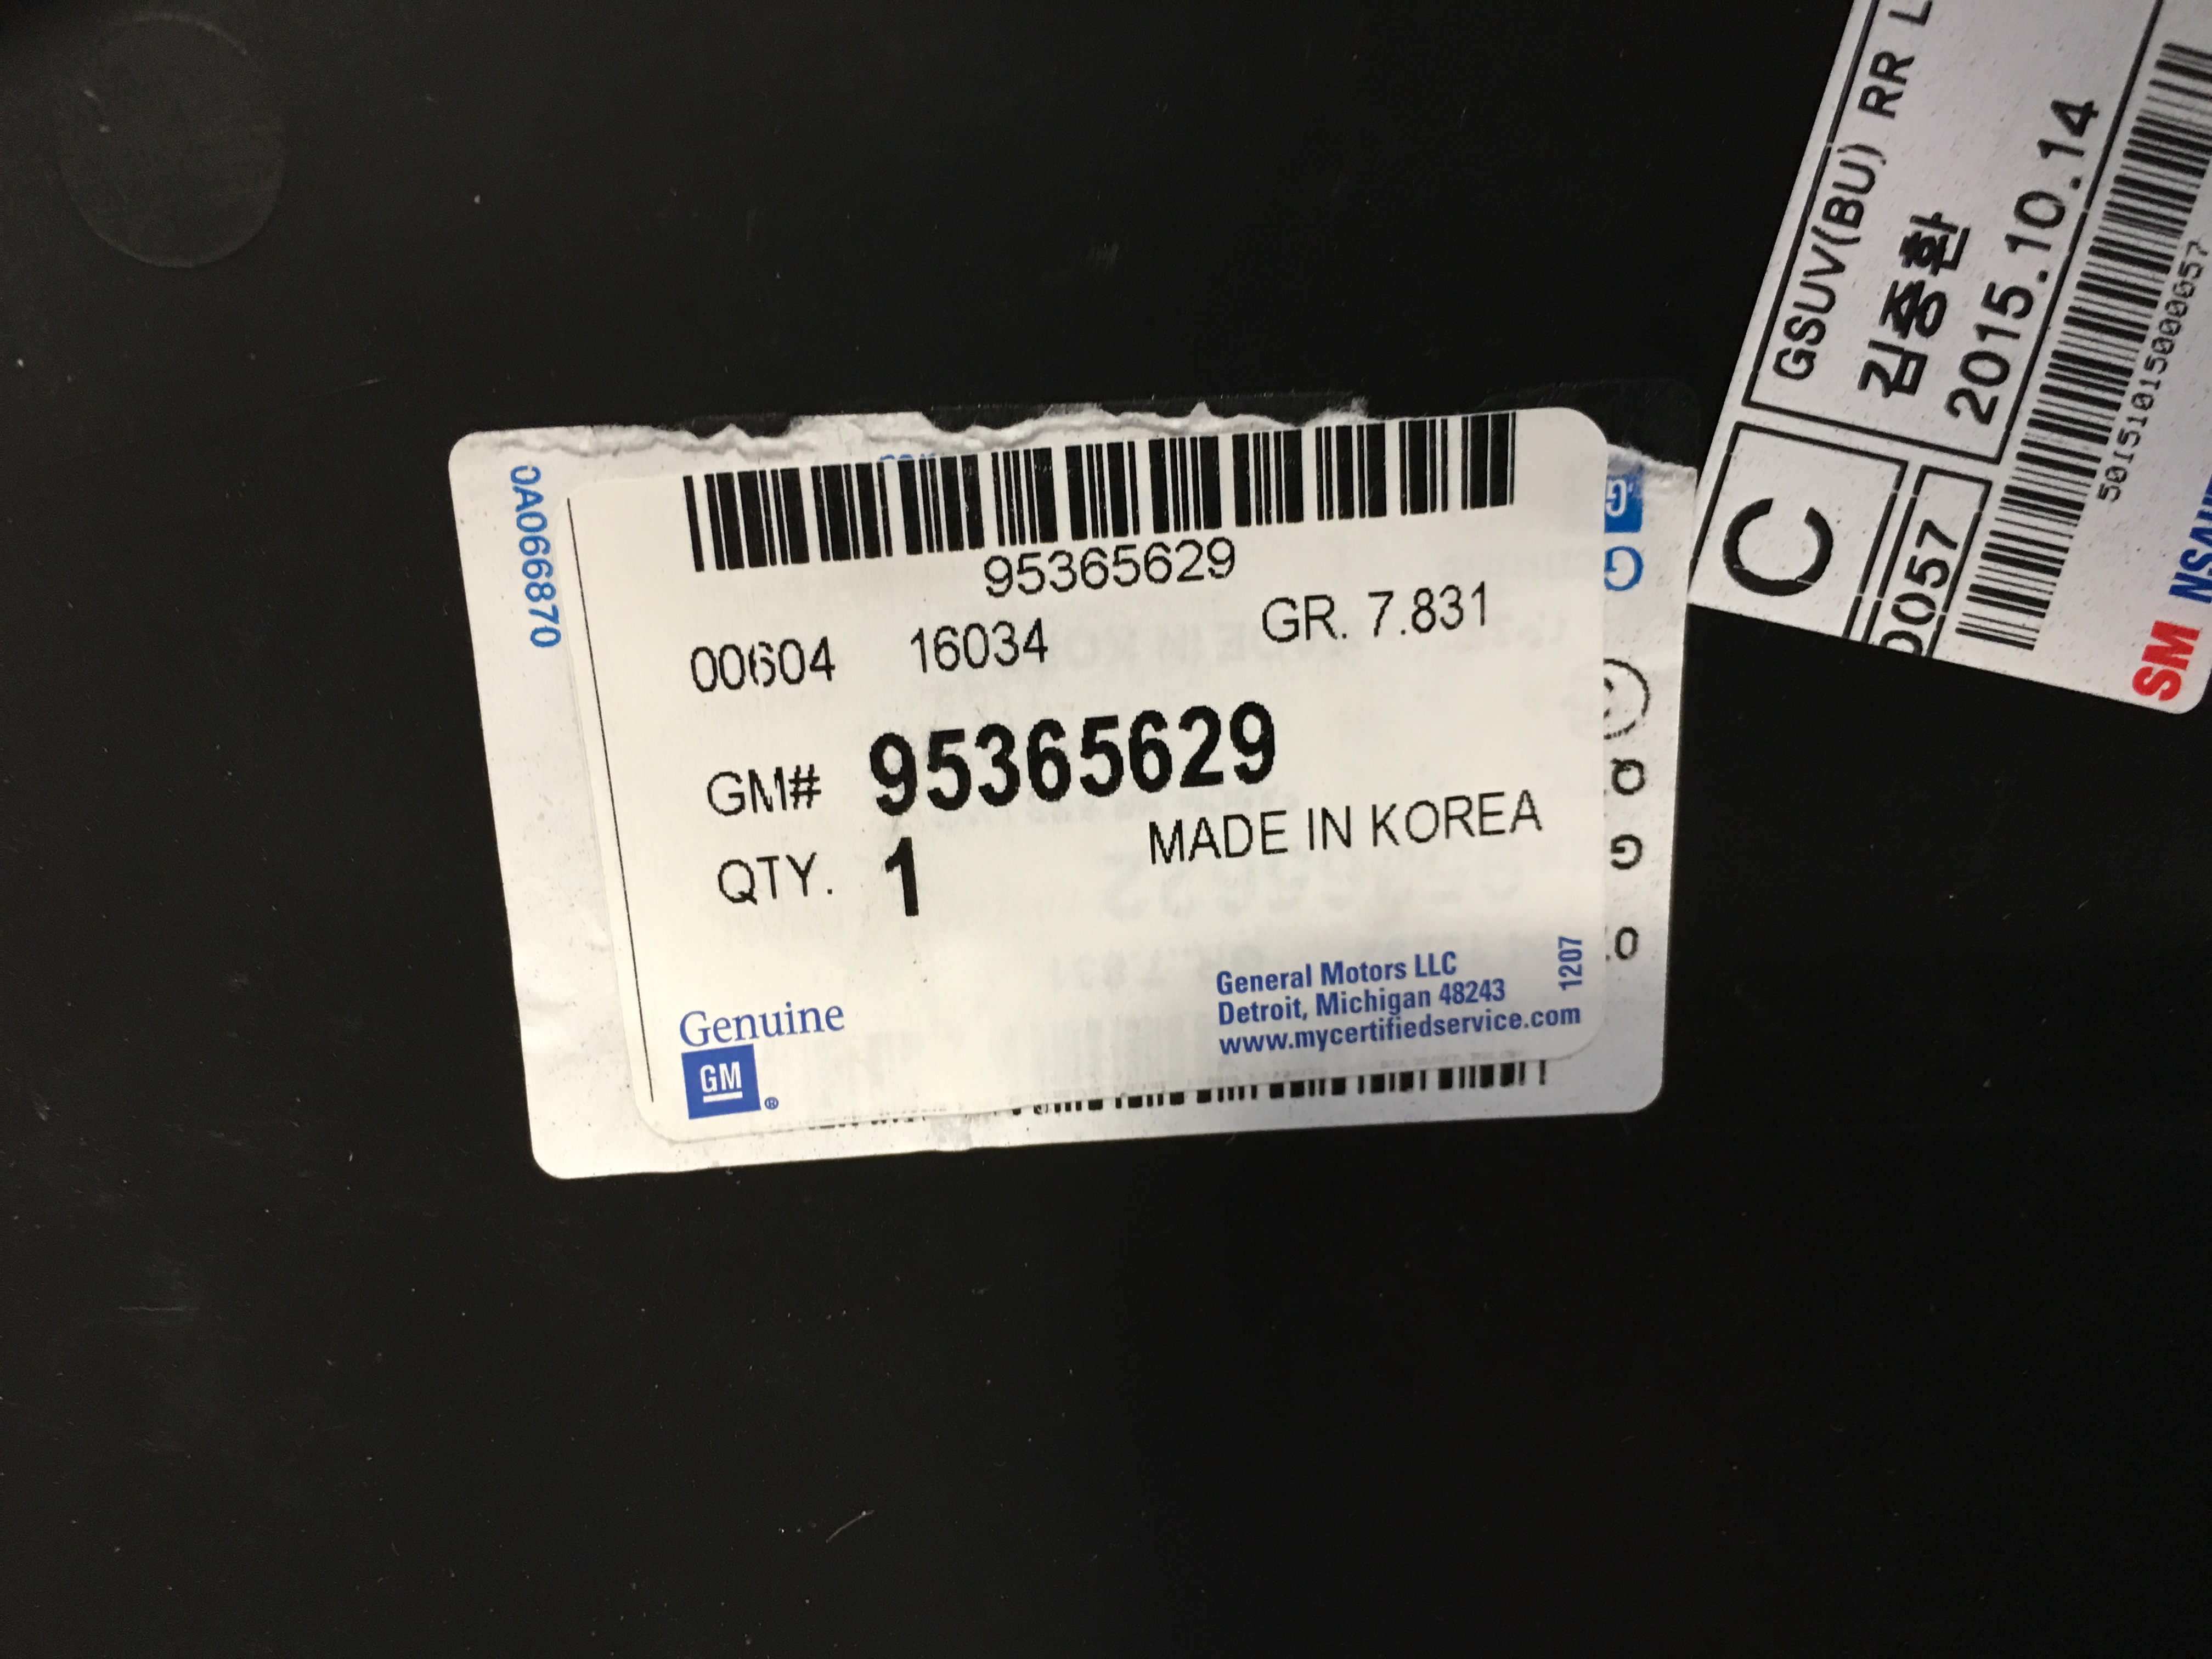 0A066870
95365629
00604 16034 GR. 7.831
GM# 95365629
QTY. 1 MADE IN KOREA
Genuine
GM
®
General Motors LLC
Detroit, Michigan 48243
www.mycertifiedservice.com
1207
GSUV(BU) RR
김종환
2015.10.14
C
0057
50151015000057
SM